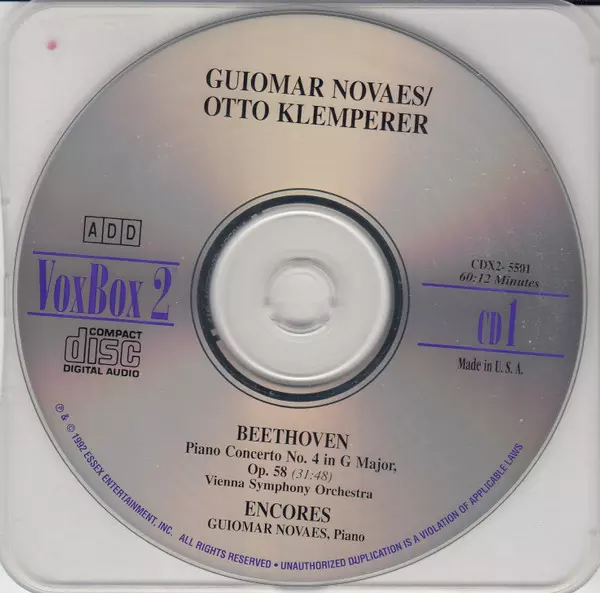 GUIOMAR NOVAES/
OTTO KLEMPERER
ADD
VOXBOX 2
COMPACT
disc
DIGITAL AUDIO
CDX2-5501
60:12 Minutes
CD1
Made in U. S. A.
BEETHOVEN
Piano Concerto No. 4 in G Major,
Op. 58 (31:48)
Vienna Symphony Orchestra
ENCORES
GUIOMAR NOVAES, Piano
℗ & © 1992 ESSEX ENTERTAINMENT, INC. ALL RIGHTS RESERVED • UNAUTHORIZED DUPLICATION IS A VIOLATION OF APPLICABLE LAWS